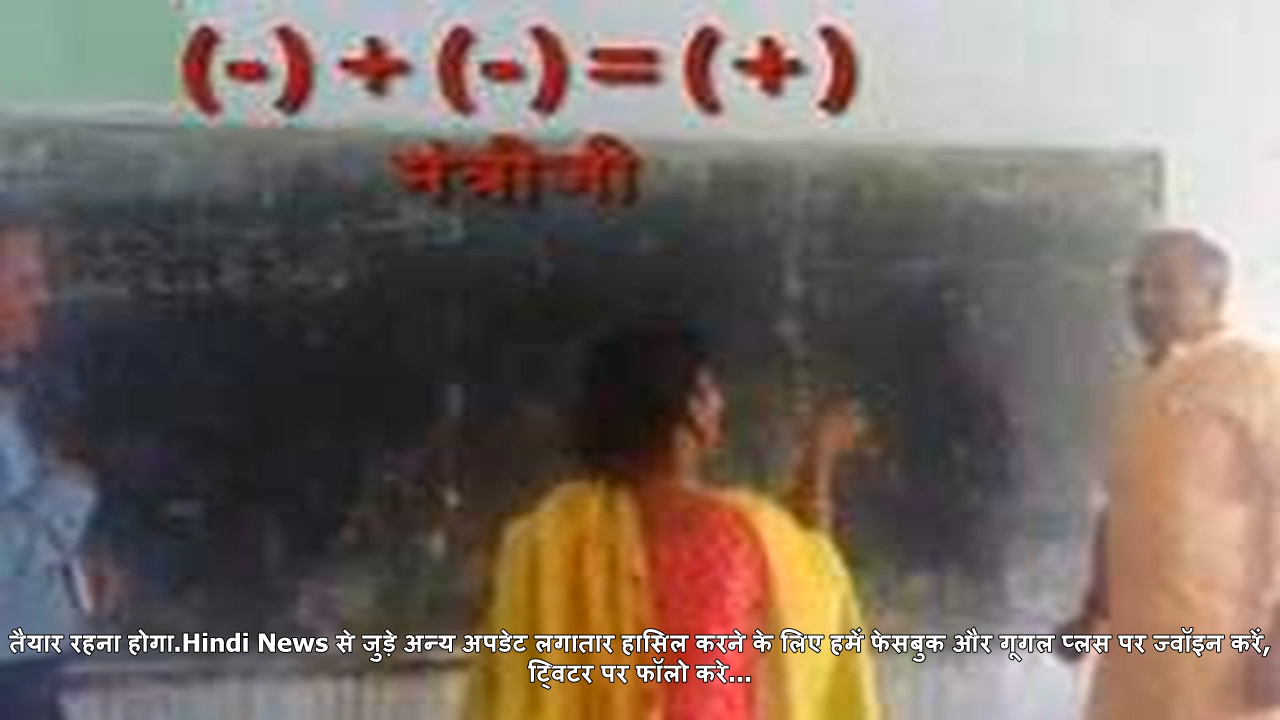 (-) + (-) = (+)
मंत्रीजी
तैयार रहना होगा.Hindi News से जुड़े अन्य अपडेट लगातार हासिल करने के लिए हमें फेसबुक और गूगल प्लस पर ज्वॉइन करें,
ट्विटर पर फॉलो करे...